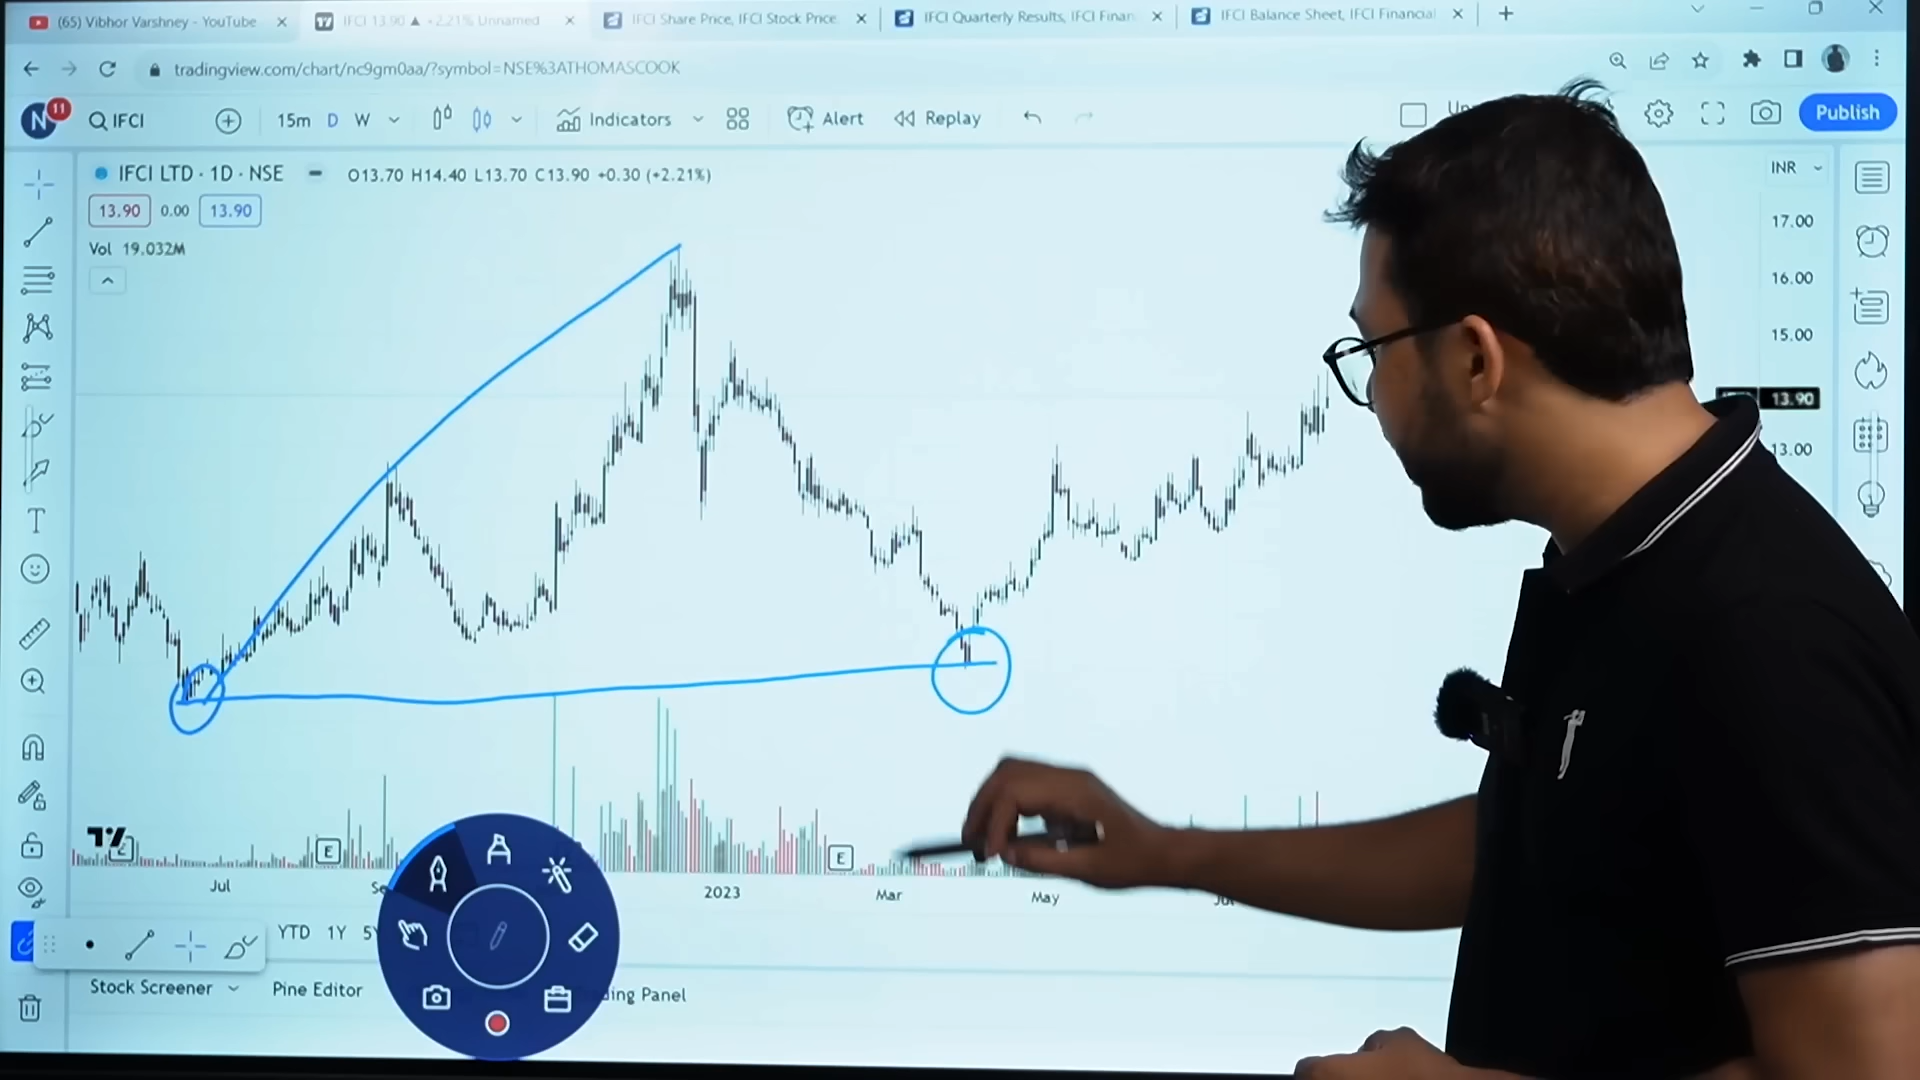 (65) Vibhor Varshney - YouTube
IFCI 13.90 ▲ +2.21% Unnamed
IFCI Share Price, IFCI Stock Price
IFCI Quarterly Results, IFCI Finan
IFCI Balance Sheet, IFCI Financial
tradingview.com/chart/nc9gm0aa/?symbol=NSE%3ATHOMASCOOK
N 11
IFCI
15m D W
Indicators
Alert
Replay
Publish
IFCI LTD · 1D · NSE
O13.70 H14.40 L13.70 C13.90 +0.30 (+2.21%)
INR
13.90 0.00 13.90
17.00
Vol 19.032M
16.00
15.00
13.90
13.00
E
E
Jul
2023
Mar
May
YTD 1Y
Stock Screener
Pine Editor
Panel